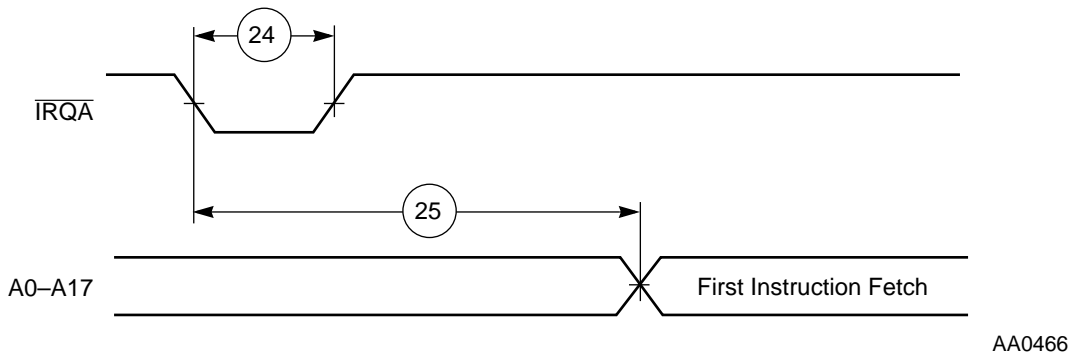 24
IRQA
25
A0–A17
First Instruction Fetch
AA0466